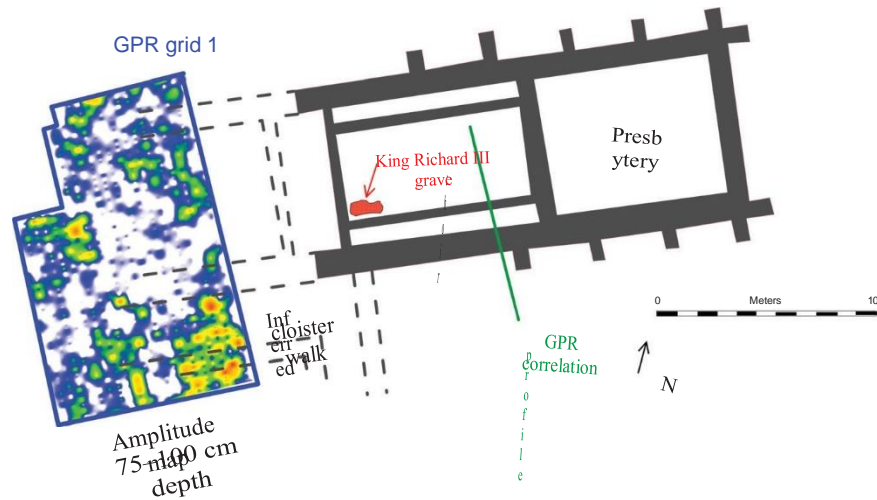 GPR grid 1
King Richard III
grave
Presb
ytery
Inf
cloister
err
walk
ed
0
Meters
10
GPR
correlation
p
r
o
f
i
l
e
N
Amplitude
map
75–100 cm
depth